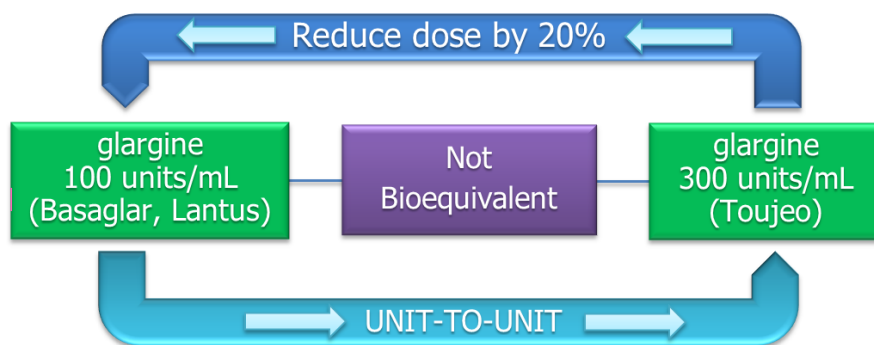 Reduce dose by 20%
glargine
100 units/mL
(Basaglar, Lantus)
Not
Bioequivalent
glargine
300 units/mL
(Toujeo)
UNIT-TO-UNIT